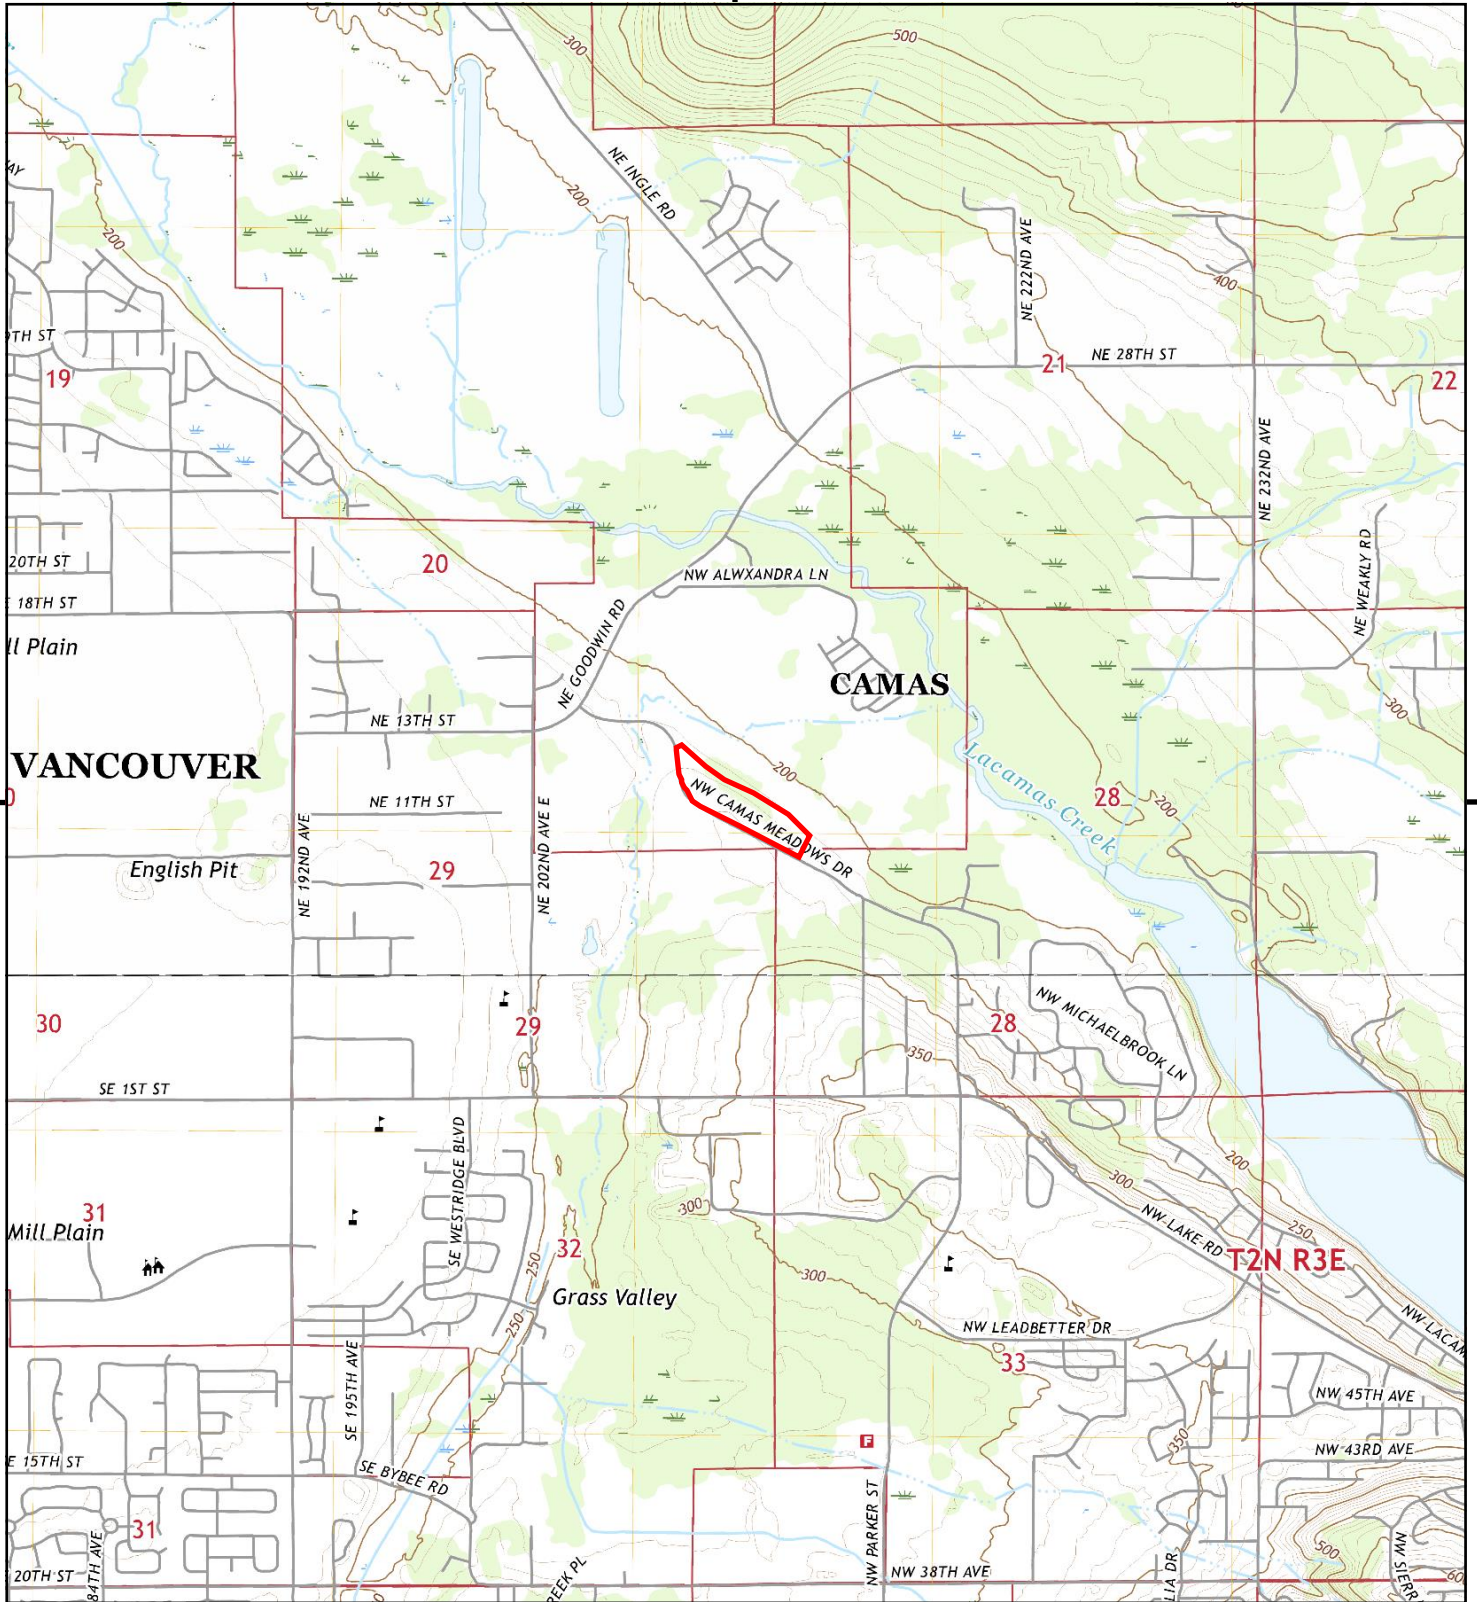 300
500
NE INGLE RD
200
200
NE 222ND AVE
400
TH ST
19
21
NE 28TH ST
22
NE 232ND AVE
20TH ST
20
NW ALWXANDRA LN
NE WEAKLY RD
18TH ST
ll Plain
NE GOODWIN RD
CAMAS
300
NE 13TH ST
VANCOUVER
Lacamas Creek
200
NW CAMAS MEADOWS DR
28
200
NE 11TH ST
NE 192ND AVE
NE 202ND AVE E
English Pit
29
30
29
28
NW MICHAELBROOK LN
350
SE 1ST ST
SE WESTRIDGE BLVD
200
300
300
31
Mill Plain
32
250
NW LAKE RD
250
T2N R3E
300
Grass Valley
250
NW LEADBETTER DR
NW LACAM
33
SE 195TH AVE
NW 45TH AVE
350
F
NW 43RD AVE
E 15TH ST
SE BYBEE RD
NW PARKER ST
31
84TH AVE
500
NW SIERR
20TH ST
REEK PL
NW 38TH AVE
LIA DR
600